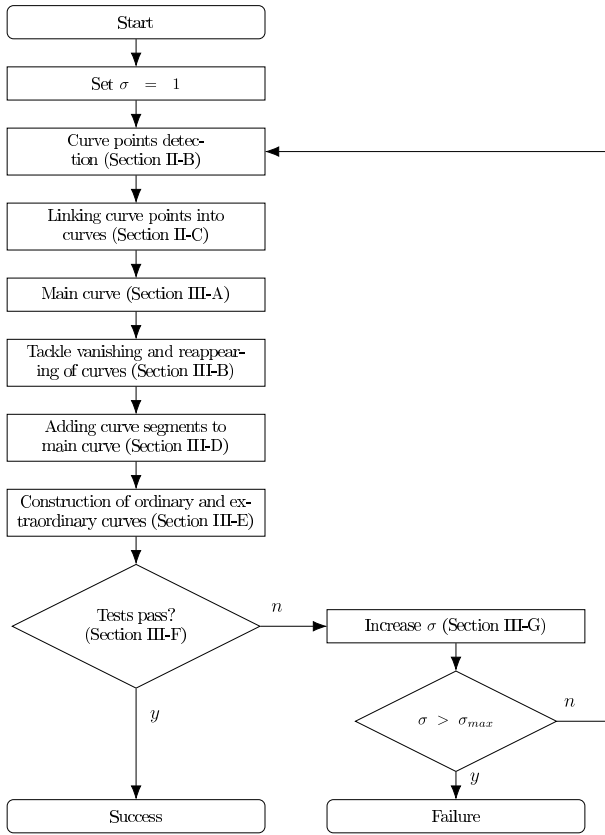 Start
Set σ = 1
Curve points detec-
tion (Section II-B)
Linking curve points into
curves (Section II-C)
Main curve (Section III-A)
Tackle vanishing and reappear-
ing of curves (Section III-B)
Adding curve segments to
main curve (Section III-D)
Construction of ordinary and ex-
traordinary curves (Section III-E)
Tests pass?
(Section III-F)
n
Increase σ (Section III-G)
y
σ > σmax
n
y
Success
Failure